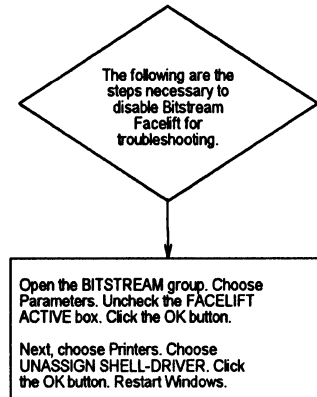 The following are the
steps necessary to
disable Bitstream
Facelift for
troubleshooting.
Open the BITSTREAM group. Choose
Parameters. Uncheck the FACELIFT
ACTIVE box. Click the OK button.
Next, choose Printers. Choose
UNASSIGN SHELL-DRIVER. Click
the OK button. Restart Windows.